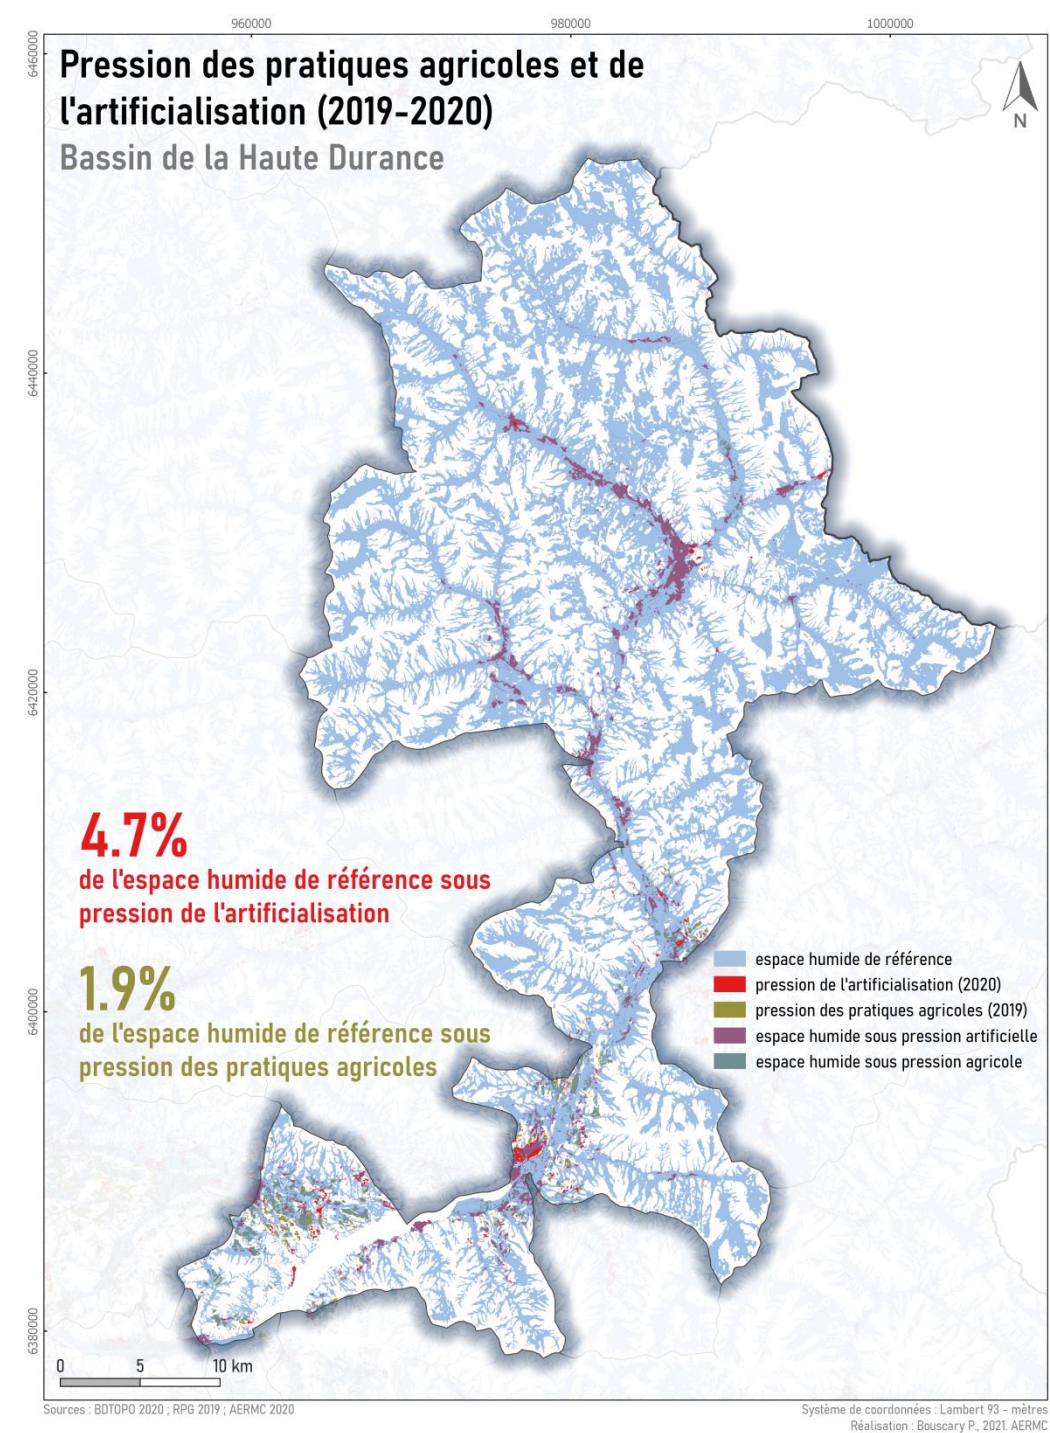 960000
980000
1000000
6460000
6440000
6420000
6400000
6380000
Pression des pratiques agricoles et de
l'artificialisation (2019-2020)
Bassin de la Haute Durance
N
4.7%
de l'espace humide de référence sous
pression de l'artificialisation
1.9%
de l'espace humide de référence sous
pression des pratiques agricoles
espace humide de référence
pression de l'artificialisation (2020)
pression des pratiques agricoles (2019)
espace humide sous pression artificielle
espace humide sous pression agricole
0 5 10 km
Sources : BDTOPO 2020 ; RPG 2019 ; AERMC 2020
Système de coordonnées : Lambert 93 - mètres
Réalisation : Bouscary P., 2021. AERMC